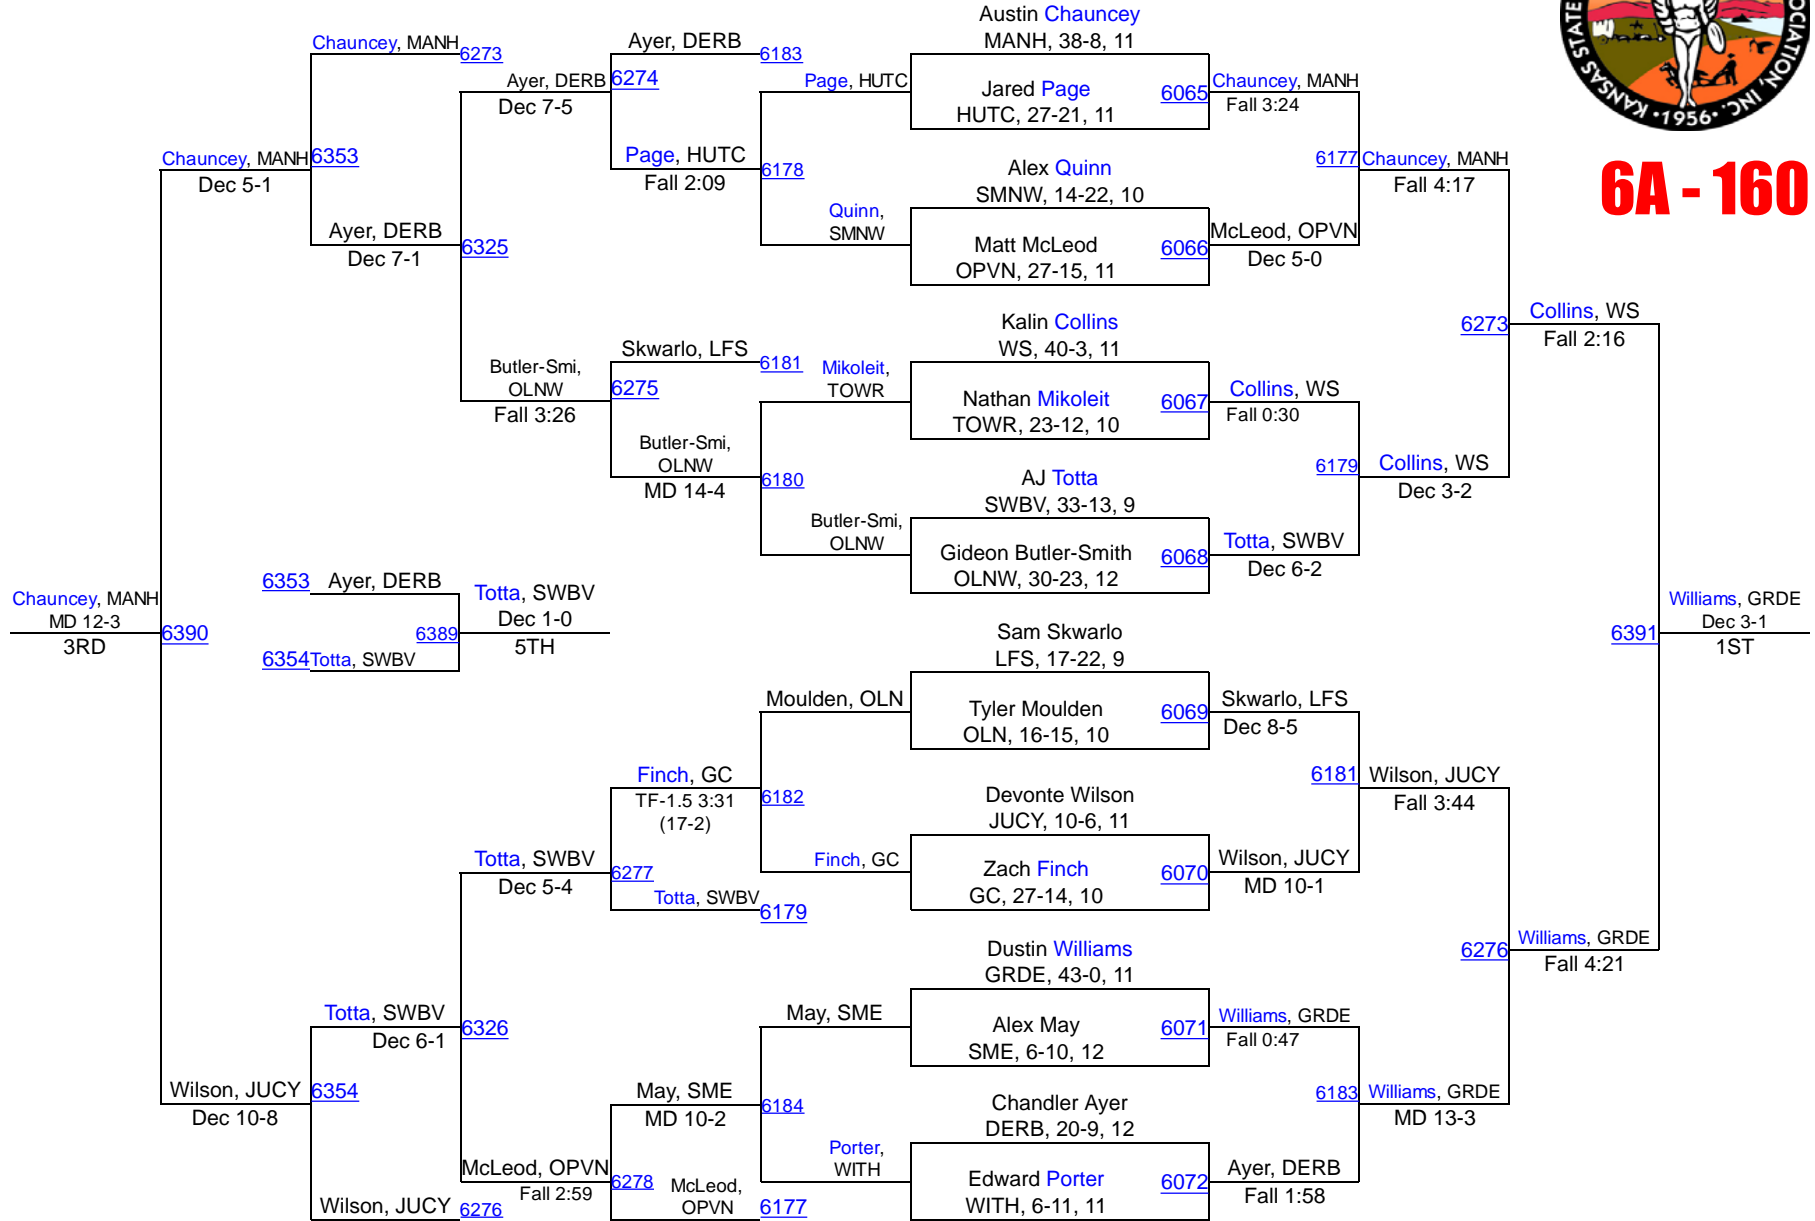 Austin Chauncey
MANH, 38-8, 11
Jared Page
HUTC, 27-21, 11
6065
Chauncey, MANH
Fall 3:24
Alex Quinn
SMNW, 14-22, 10
Matt McLeod
OPVN, 27-15, 11
6066
McLeod, OPVN
Dec 5-0
6177
Chauncey, MANH
Fall 4:17
Kalin Collins
WS, 40-3, 11
Nathan Mikoleit
TOWR, 23-12, 10
6067
Collins, WS
Fall 0:30
AJ Totta
SWBV, 33-13, 9
Gideon Butler-Smith
OLNW, 30-23, 12
6068
Totta, SWBV
Dec 6-2
6179
Collins, WS
Dec 3-2
6273
Collins, WS
Fall 2:16
Sam Skwarlo
LFS, 17-22, 9
Tyler Moulden
OLN, 16-15, 10
6069
Skwarlo, LFS
Dec 8-5
Devonte Wilson
JUCY, 10-6, 11
Zach Finch
GC, 27-14, 10
6070
Wilson, JUCY
MD 10-1
6181
Wilson, JUCY
Fall 3:44
Dustin Williams
GRDE, 43-0, 11
Alex May
SME, 6-10, 12
6071
Williams, GRDE
Fall 0:47
Chandler Ayer
DERB, 20-9, 12
Edward Porter
WITH, 6-11, 11
6072
Ayer, DERB
Fall 1:58
6183
Williams, GRDE
MD 13-3
6276
Williams, GRDE
Fall 4:21
6391
Williams, GRDE
Dec 3-1
1ST
KANSAS STATE
OCIATION, INC.
•1956•
6A - 160
Chauncey, MANH
6273
Ayer, DERB
6183
Ayer, DERB
6274
Dec 7-5
Page, HUTC
Page, HUTC
6178
Fall 2:09
Quinn,
SMNW
Chauncey, MANH
6353
Dec 5-1
Ayer, DERB
6325
Dec 7-1
Skwarlo, LFS
6181
Butler-Smi,
OLNW
6275
Fall 3:26
Mikoleit,
TOWR
Butler-Smi,
OLNW
6180
MD 14-4
Butler-Smi,
OLNW
6353
Ayer, DERB
6389
Totta, SWBV
Dec 1-0
5TH
6354
Totta, SWBV
Chauncey, MANH
MD 12-3
6390
3RD
Moulden, OLN
Finch, GC
TF-1.5 3:31
(17-2)
6182
Finch, GC
Totta, SWBV
Dec 5-4
6277
Totta, SWBV
6179
Totta, SWBV
6326
Dec 6-1
May, SME
May, SME
6184
MD 10-2
Porter,
WITH
Wilson, JUCY
6354
Dec 10-8
McLeod, OPVN
Fall 2:59
6278
McLeod,
OPVN
6177
Wilson, JUCY
6276